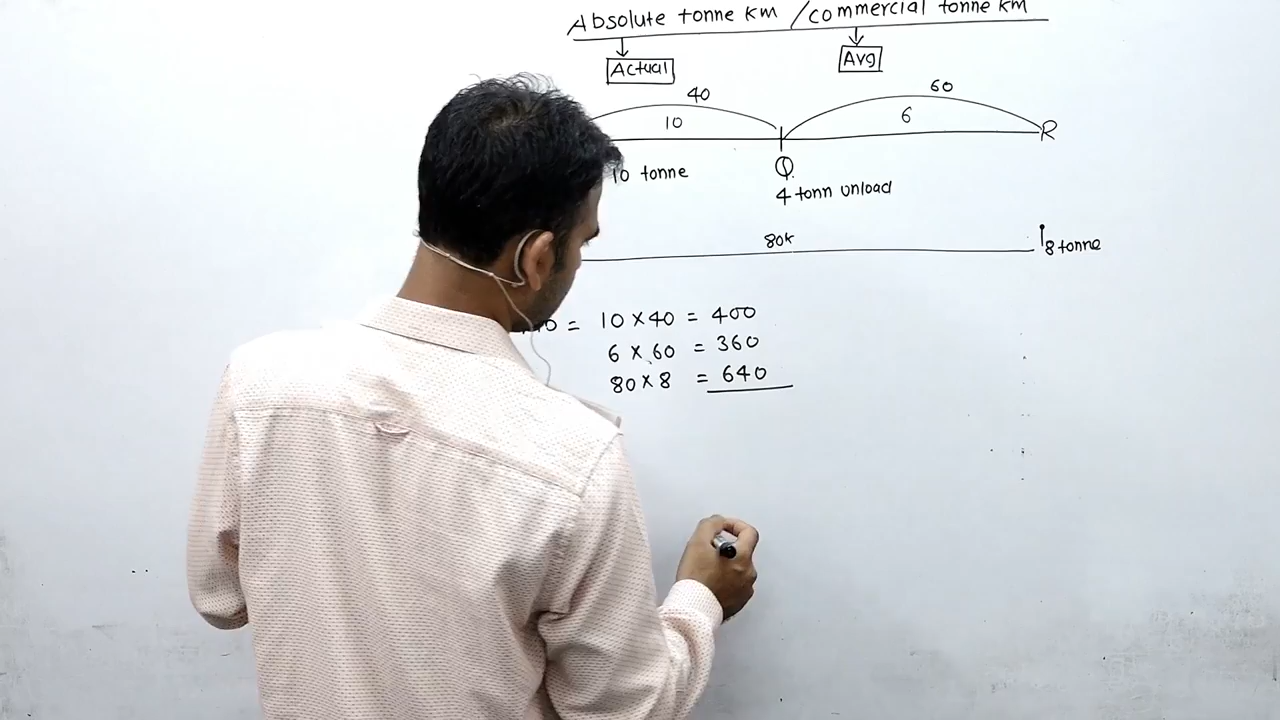 Absolute tonne km / commercial tonne km
Actual Avg
40 60
10 6
R
Q
10 tonne
4 tonn unload
80k
8 tonne
= 10 × 40 = 400
6 × 60 = 360
80 × 8 = 640